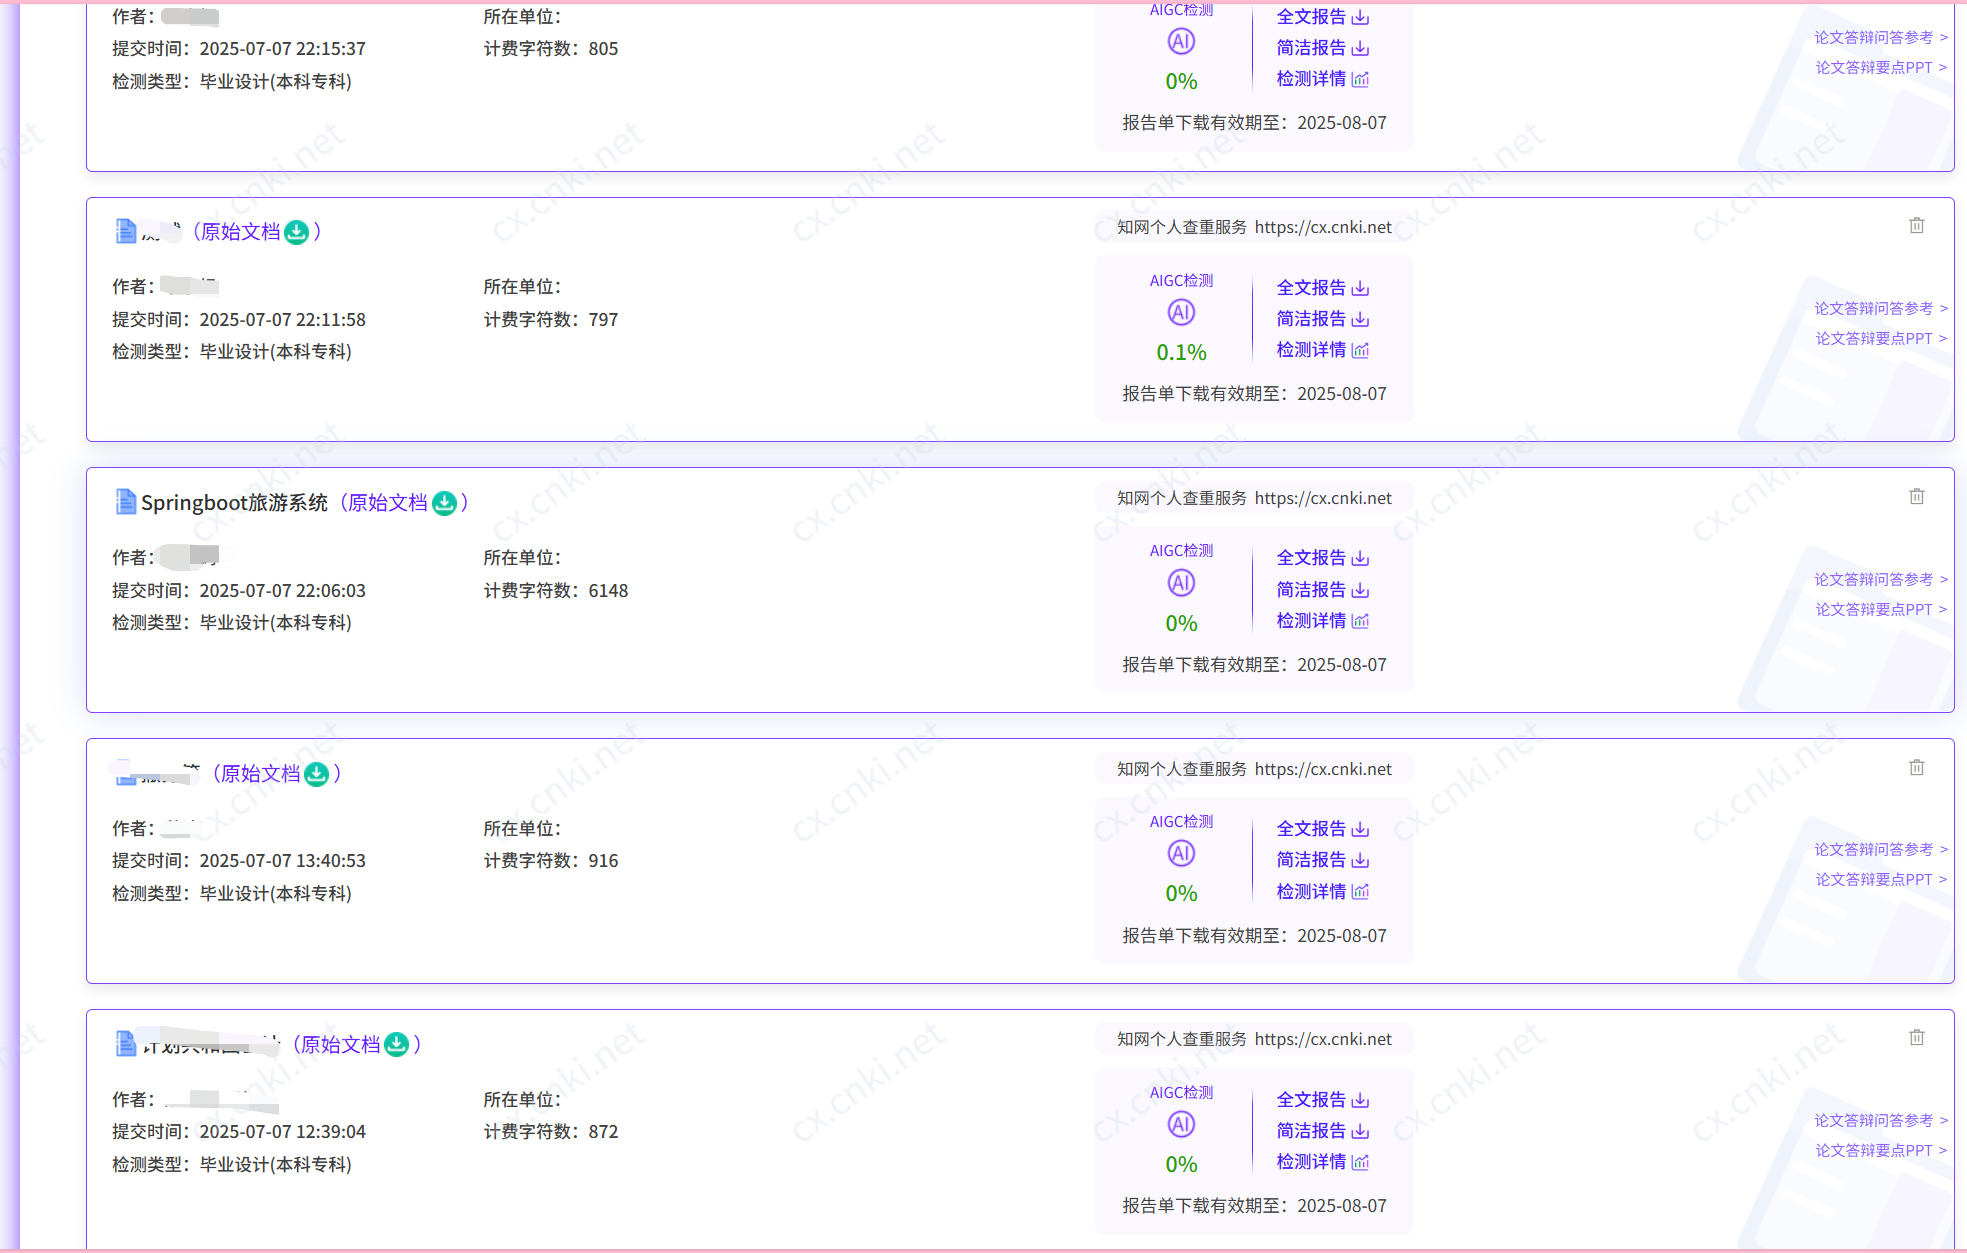 作者：
所在单位：
AIGC检测
全文报告
提交时间：2025-07-07 22:15:37
计费字符数：805
AI
简洁报告
论文答辩问答参考 >
检测类型：毕业设计(本科专科)
0%
检测详情
论文答辩要点PPT >
报告单下载有效期至：2025-08-07
（原始文档）
知网个人查重服务 https://cx.cnki.net
作者：
所在单位：
AIGC检测
全文报告
提交时间：2025-07-07 22:11:58
计费字符数：797
AI
简洁报告
论文答辩问答参考 >
检测类型：毕业设计(本科专科)
0.1%
检测详情
论文答辩要点PPT >
报告单下载有效期至：2025-08-07
Springboot旅游系统（原始文档）
知网个人查重服务 https://cx.cnki.net
作者：
所在单位：
AIGC检测
全文报告
提交时间：2025-07-07 22:06:03
计费字符数：6148
AI
简洁报告
论文答辩问答参考 >
检测类型：毕业设计(本科专科)
0%
检测详情
论文答辩要点PPT >
报告单下载有效期至：2025-08-07
（原始文档）
知网个人查重服务 https://cx.cnki.net
作者：
所在单位：
AIGC检测
全文报告
提交时间：2025-07-07 13:40:53
计费字符数：916
AI
简洁报告
论文答辩问答参考 >
检测类型：毕业设计(本科专科)
0%
检测详情
论文答辩要点PPT >
报告单下载有效期至：2025-08-07
（原始文档）
知网个人查重服务 https://cx.cnki.net
作者：
所在单位：
AIGC检测
全文报告
提交时间：2025-07-07 12:39:04
计费字符数：872
AI
简洁报告
论文答辩问答参考 >
检测类型：毕业设计(本科专科)
0%
检测详情
论文答辩要点PPT >
报告单下载有效期至：2025-08-07
cx.cnki.net